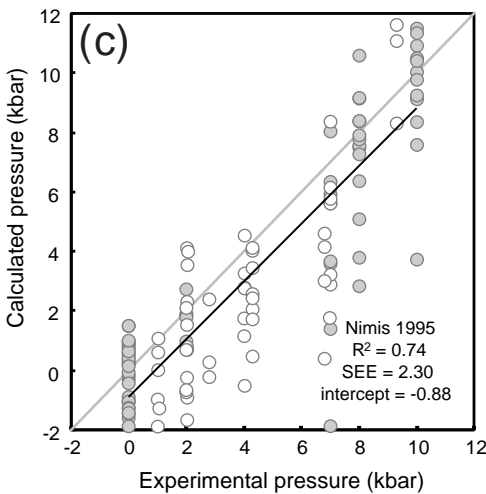 (c)
Calculated pressure (kbar)
12
10
8
6
4
2
0
-2
Nimis 1995
R² = 0.74
SEE = 2.30
intercept = -0.88
-2 0 2 4 6 8 10 12
Experimental pressure (kbar)